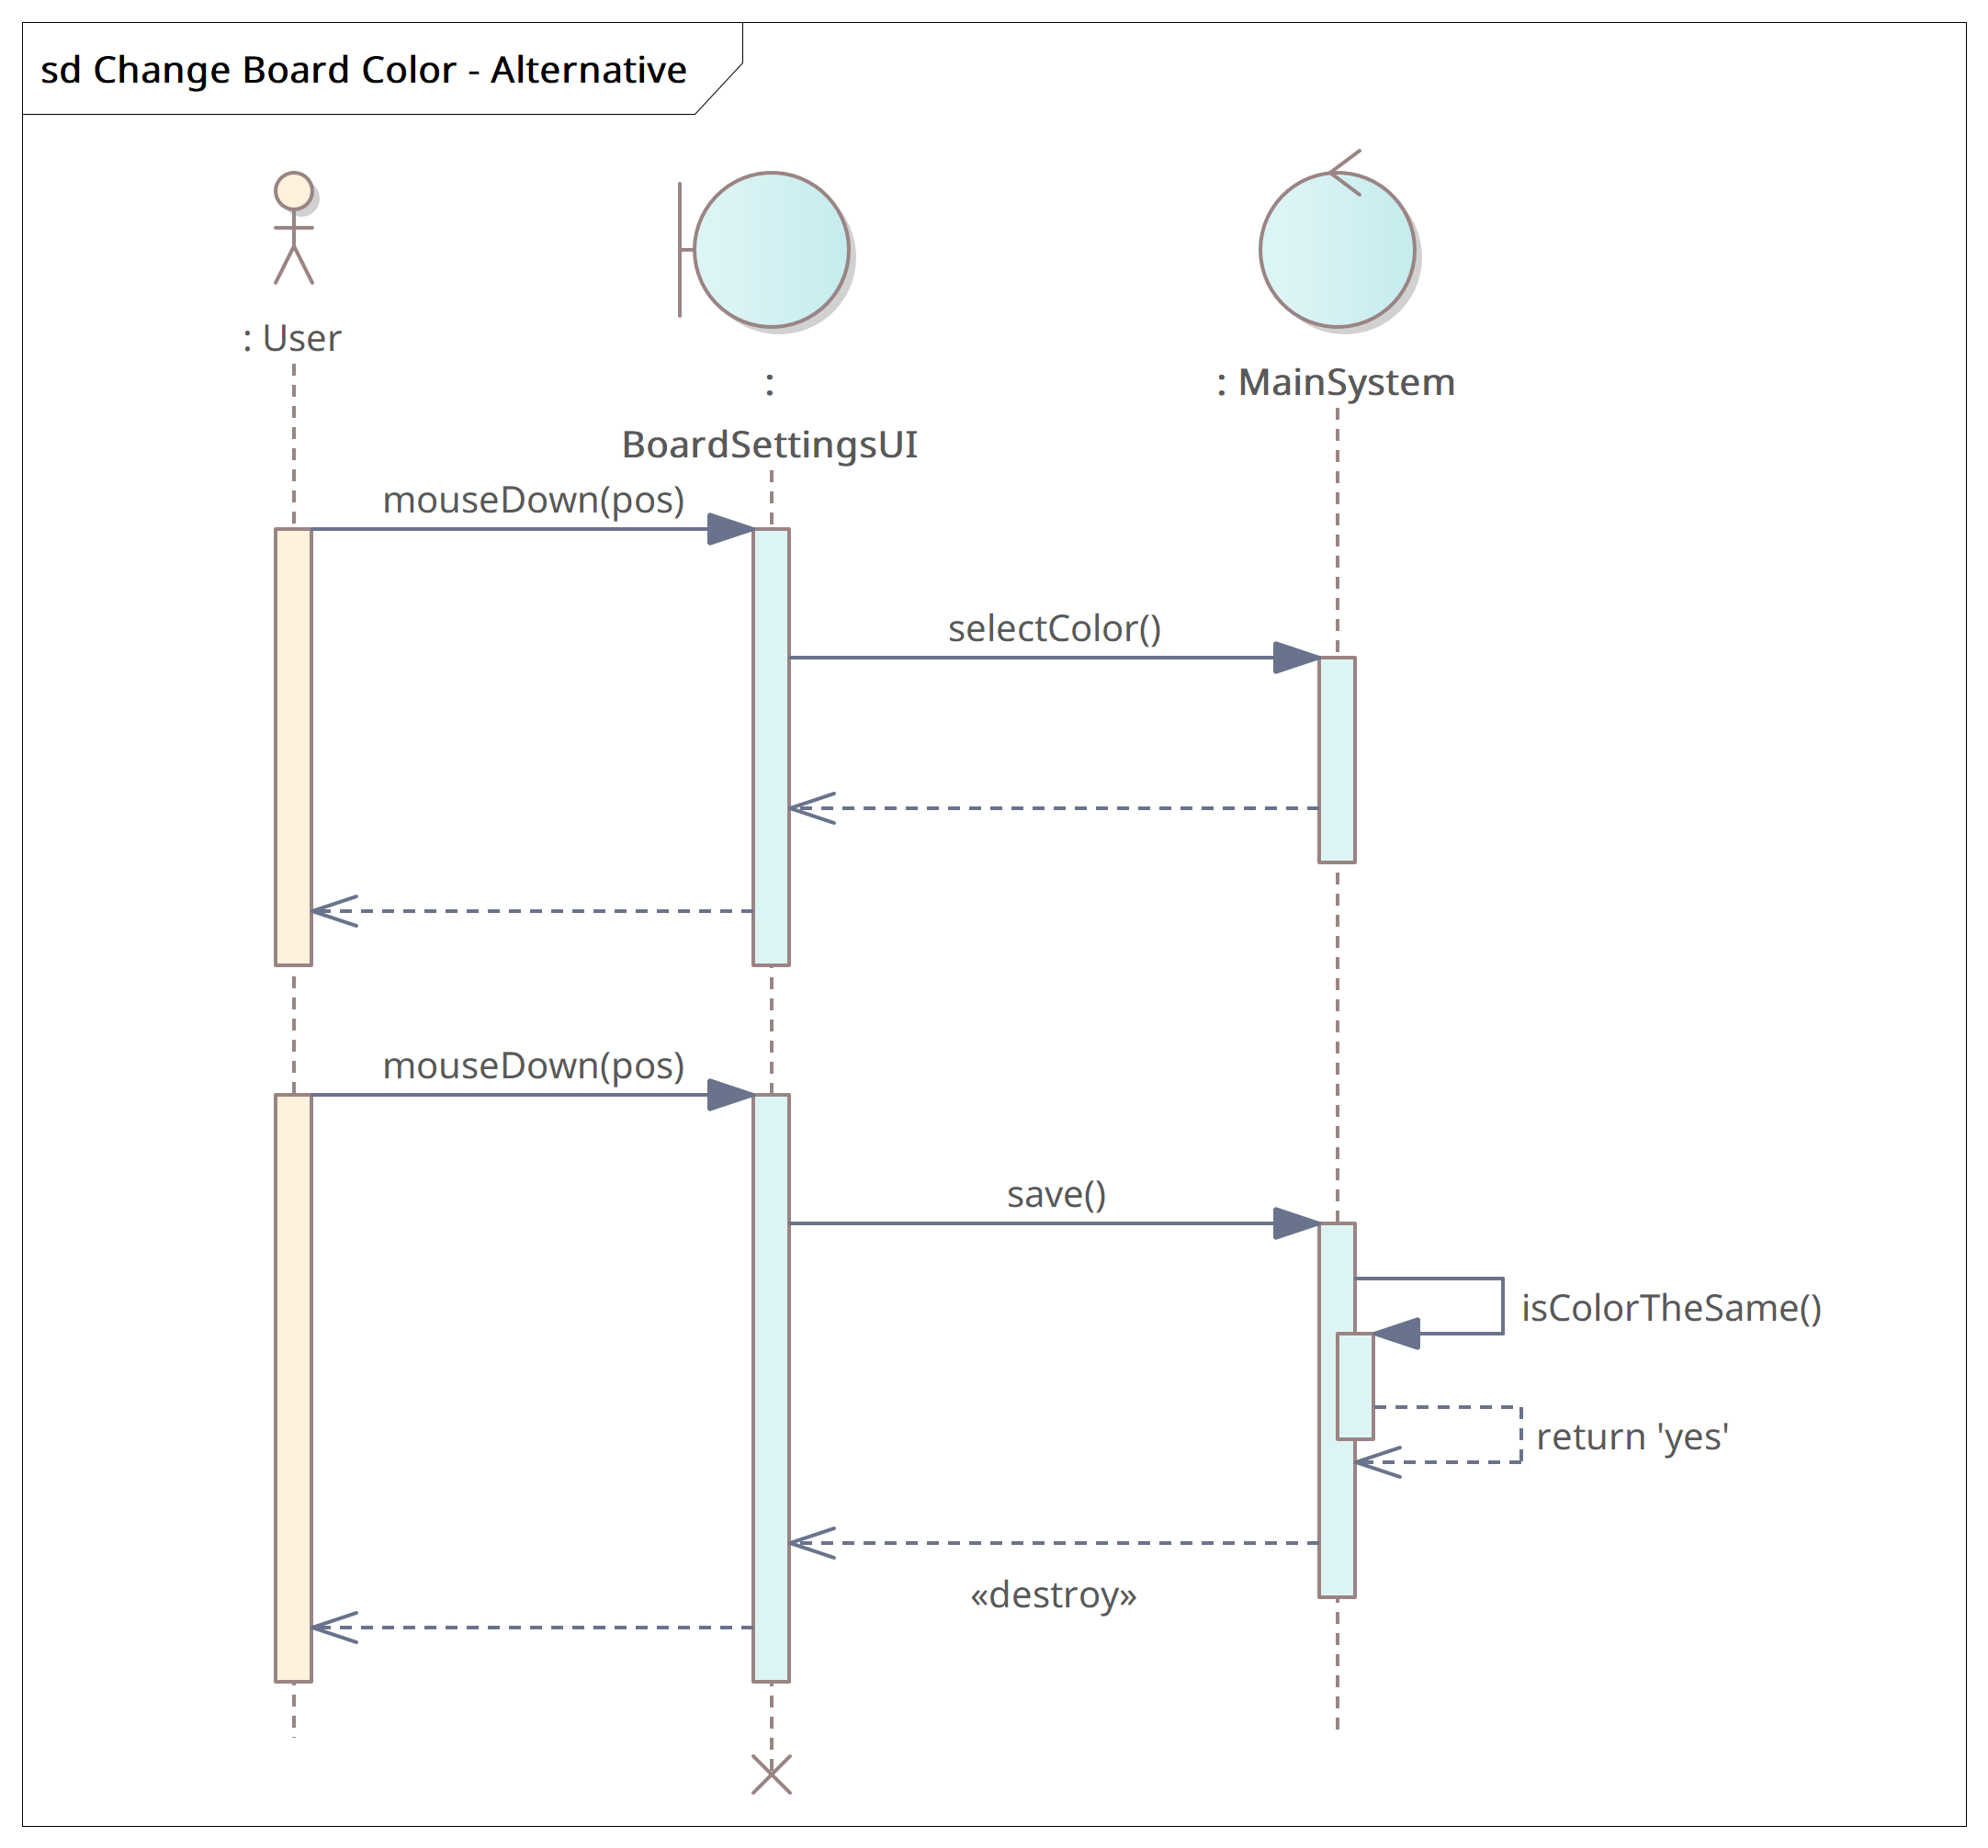 sd Change Board Color - Alternative
: User
:
BoardSettingsUI
: MainSystem
mouseDown(pos)
selectColor()
mouseDown(pos)
save()
isColorTheSame()
return 'yes'
«destroy»